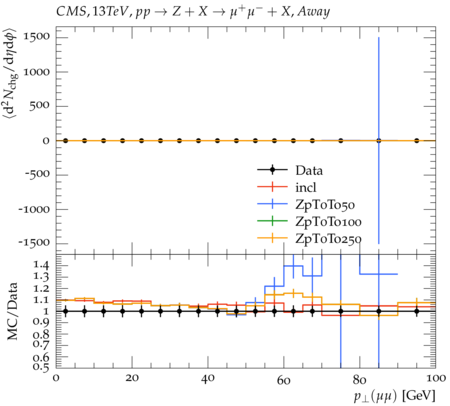 CMS, 13TeV, pp → Z + X → μ⁺μ⁻ + X, Away
⟨d²N_chg/dηdϕ⟩
1500
1000
500
0
-500
-1000
-1500
Data
incl
ZpToTo50
ZpToTo100
ZpToTo250
MC/Data
1.4
1.3
1.2
1.1
1
0.9
0.8
0.7
0.6
0.5
0 20 40 60 80 100
p⊥(μμ) [GeV]